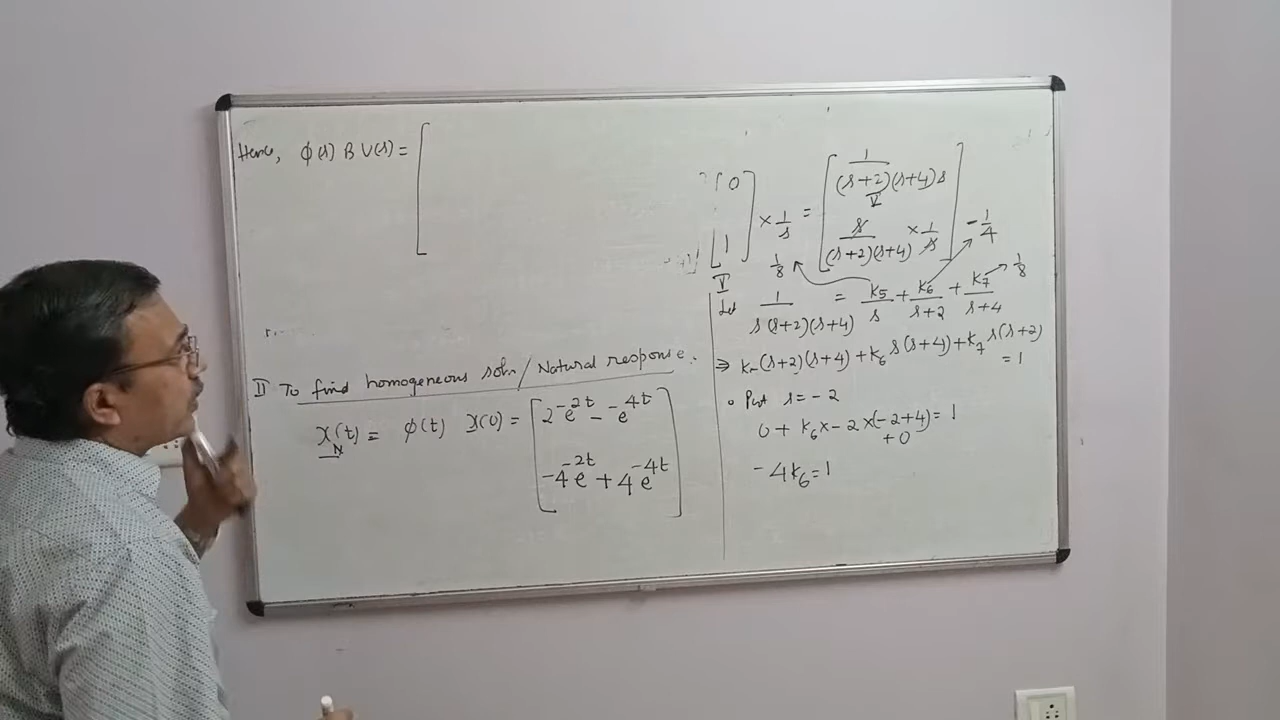 Hence, ϕ(s) B U(s) = [
[0
1] × 1/s = [1/((s+2)(s+4)s)
s/((s+2)(s+4)) × 1/s]
1/8 -1/4 1/8
Let 1/(s(s+2)(s+4)) = K5/s + K6/(s+2) + K7/(s+4)
⇒ K5(s+2)(s+4) + K6 s(s+4) + K7 s(s+2) = 1
• Put s = -2
0 + K6 × -2 × (-2+4) + 0 = 1
-4K6 = 1
II To find homogeneous soln / Natural response.
x_N(t) = ϕ(t) x(0) = [2e^-2t - e^-4t
-4e^-2t + 4e^-4t]